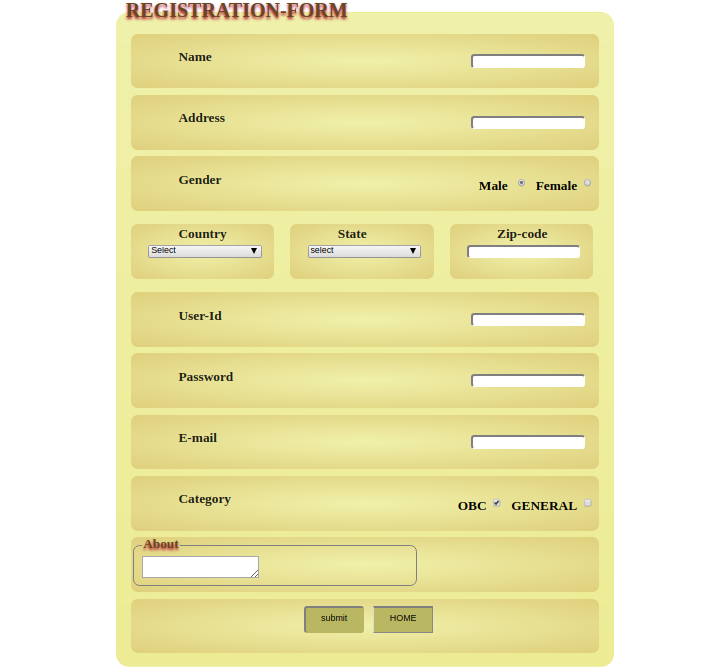 REGISTRATION-FORM
Name
Address
Gender Male Female
Country State Zip-code
Select select
User-Id
Password
E-mail
Category OBC GENERAL
About
submit HOME